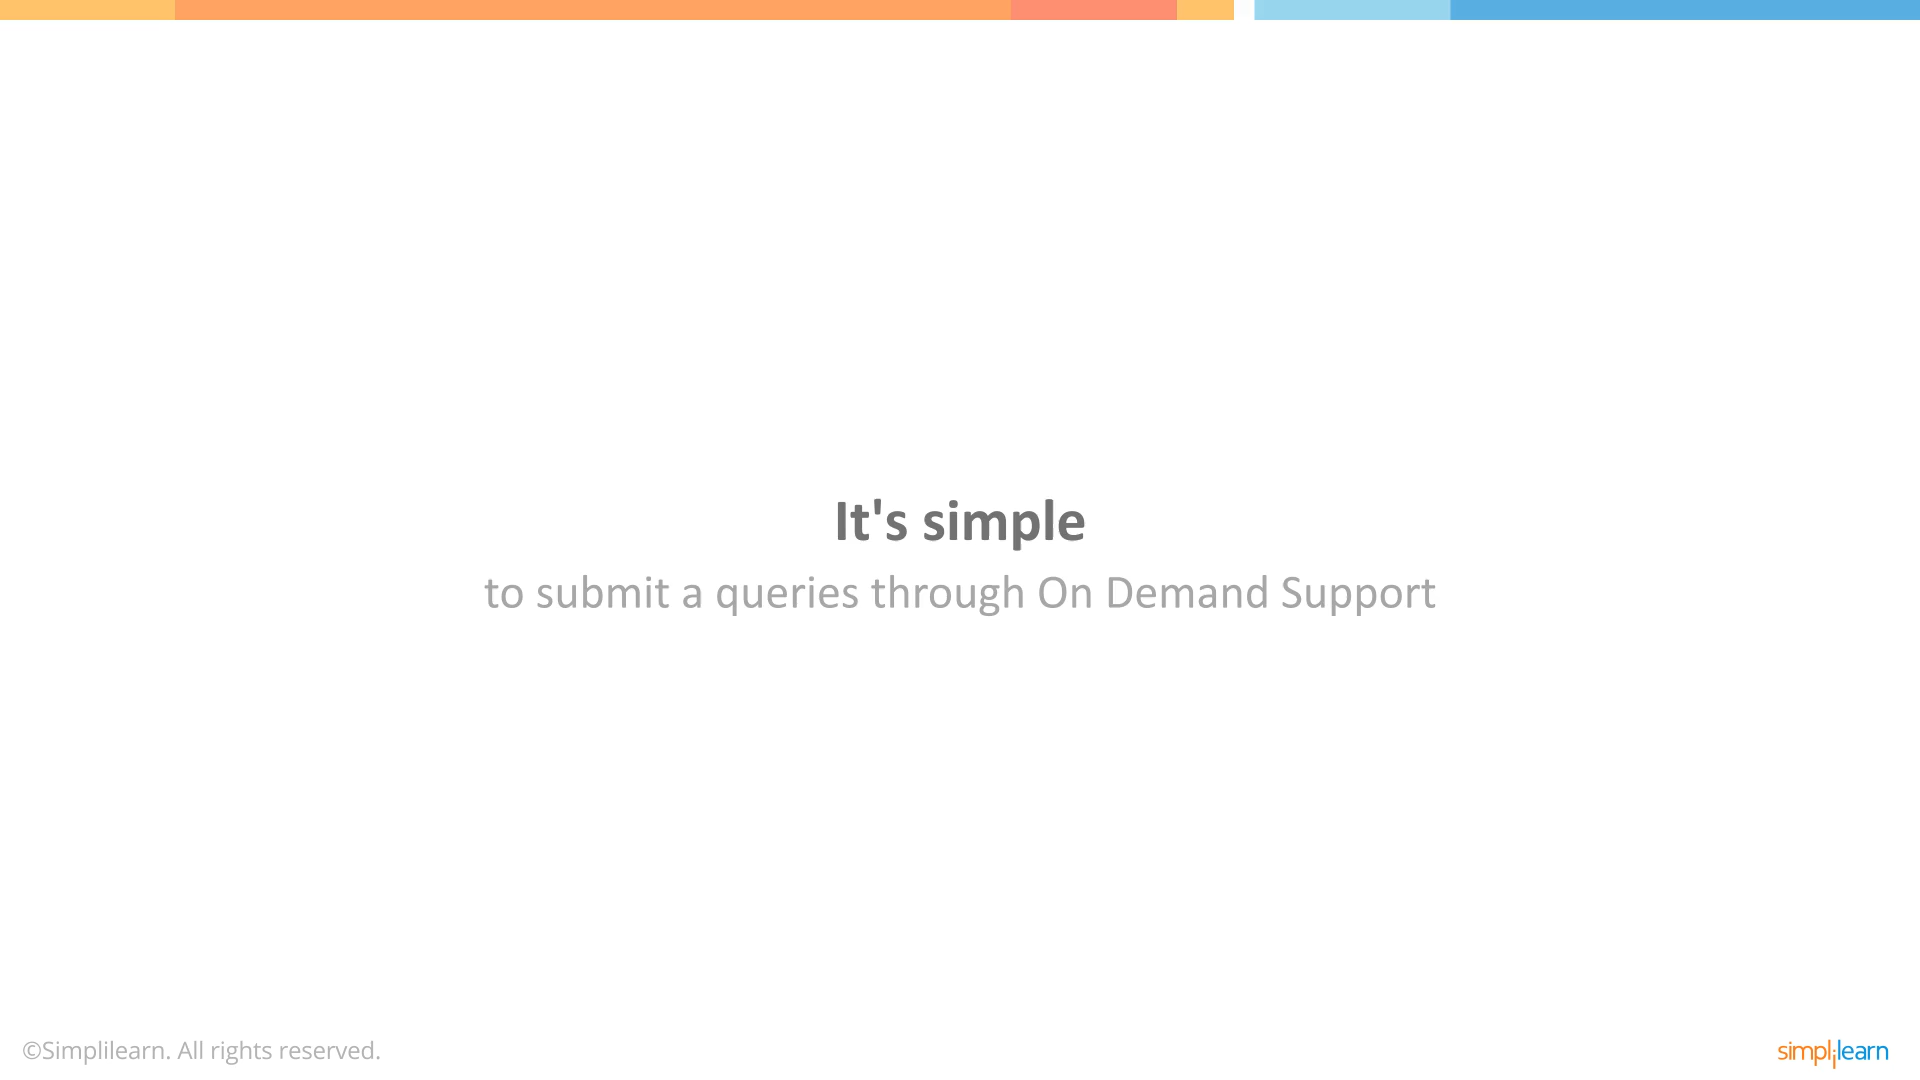 It's simple
to submit a queries through On Demand Support
©Simplilearn. All rights reserved.
simplilearn